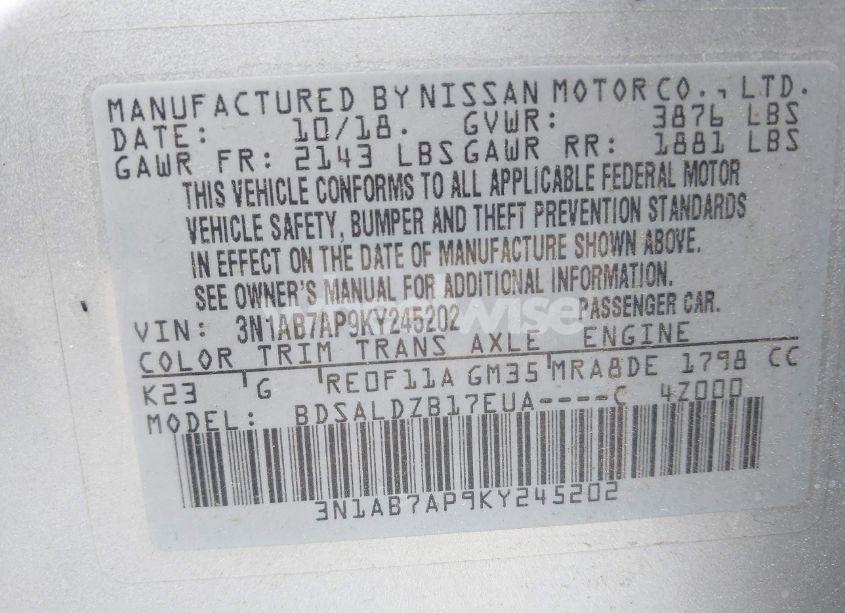 MANUFACTURED BY NISSAN MOTOR CO., LTD.
DATE: 10/18. GVWR: 3876 LBS
GAWR FR: 2143 LBS GAWR RR: 1881 LBS
THIS VEHICLE CONFORMS TO ALL APPLICABLE FEDERAL MOTOR
VEHICLE SAFETY, BUMPER AND THEFT PREVENTION STANDARDS
IN EFFECT ON THE DATE OF MANUFACTURE SHOWN ABOVE.
SEE OWNER'S MANUAL FOR ADDITIONAL INFORMATION.
VIN: 3N1AB7AP9KY245202 PASSENGER CAR.
COLOR TRIM TRANS AXLE ENGINE
K23 G RE0F11A GM35 MRA8DE 1798 CC
MODEL: BDSALDZB17EUA----C 4Z000
3N1AB7AP9KY245202